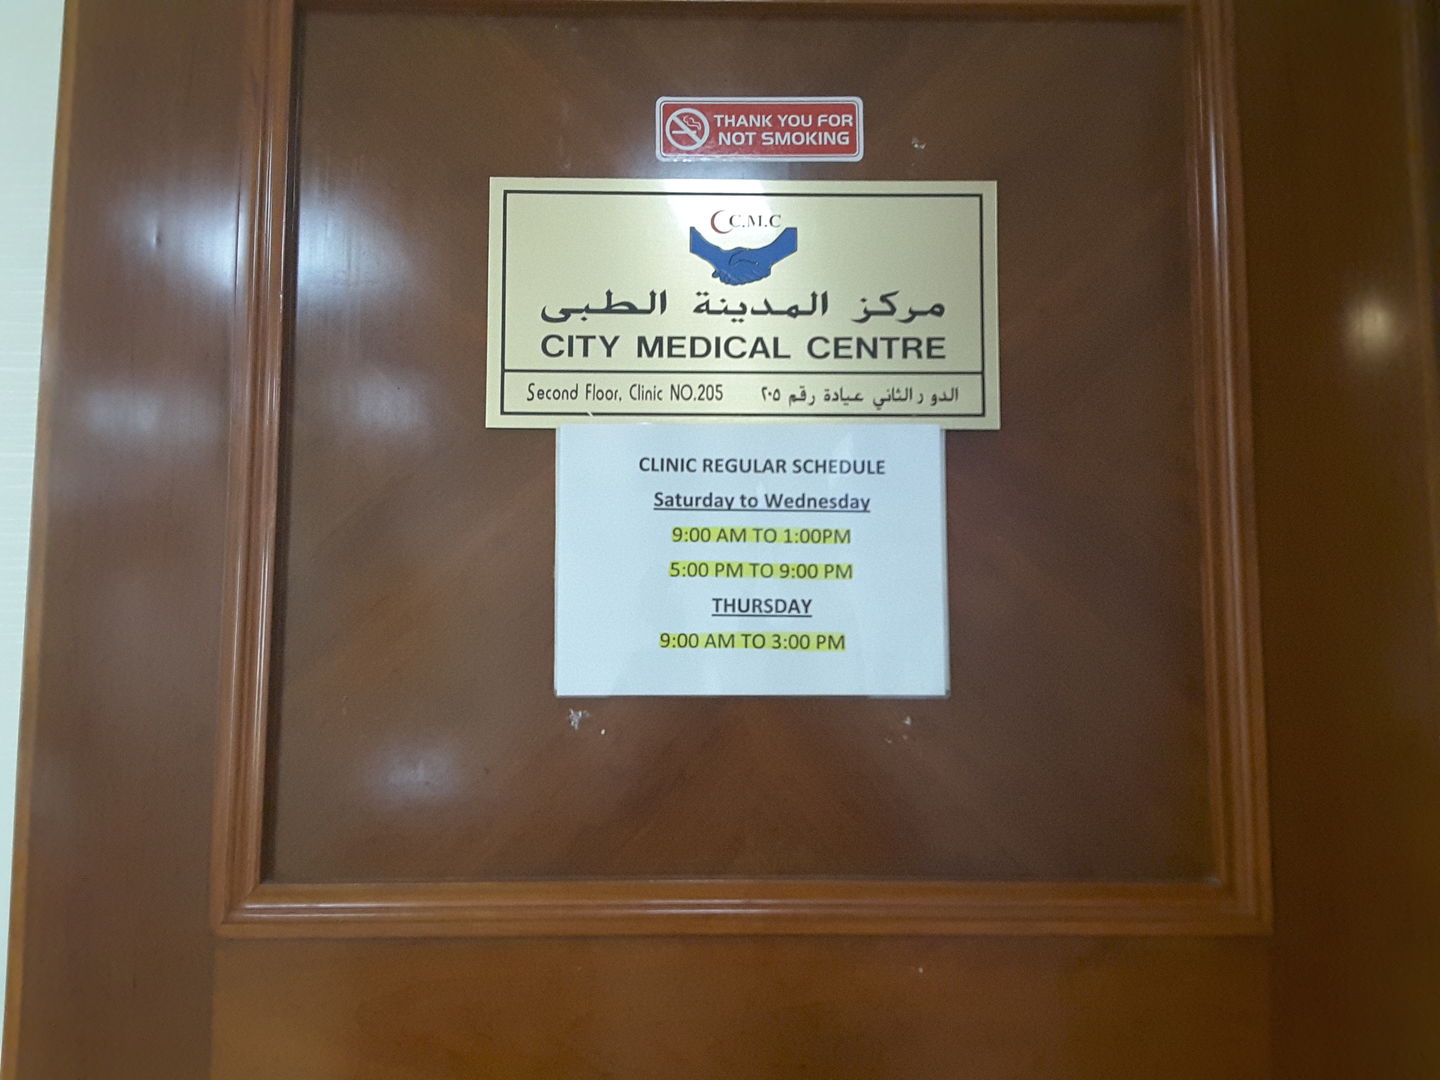 THANK YOU FOR
NOT SMOKING
C.M.C
مركز المدينة الطبى
CITY MEDICAL CENTRE
Second Floor, Clinic NO.205
الدور الثاني عيادة رقم ٢٠٥
CLINIC REGULAR SCHEDULE
Saturday to Wednesday
9:00 AM TO 1:00PM
5:00 PM TO 9:00 PM
THURSDAY
9:00 AM TO 3:00 PM